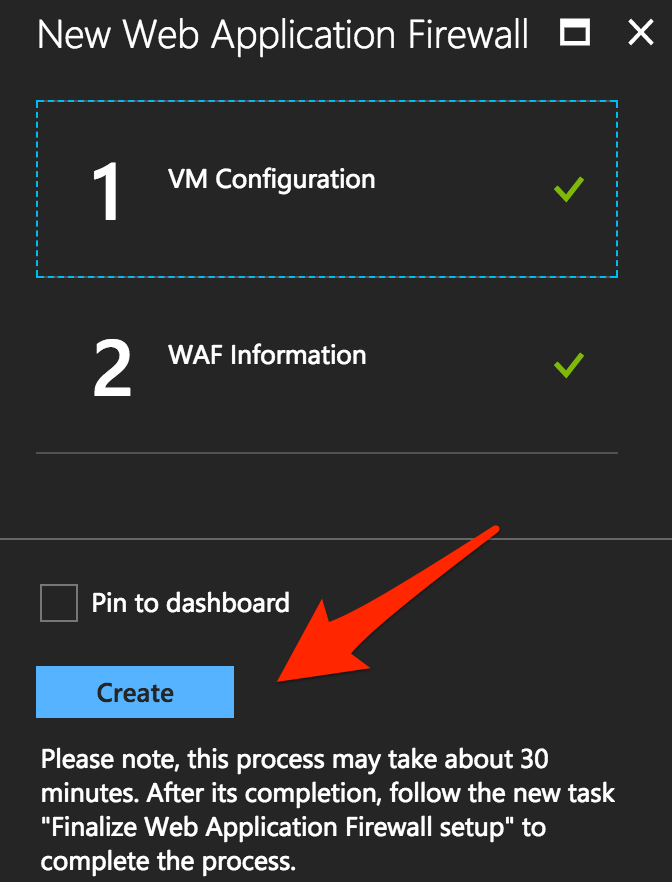 New Web Application Firewall
1 VM Configuration
2 WAF Information
Pin to dashboard
Create
Please note, this process may take about 30
minutes. After its completion, follow the new task
"Finalize Web Application Firewall setup" to
complete the process.